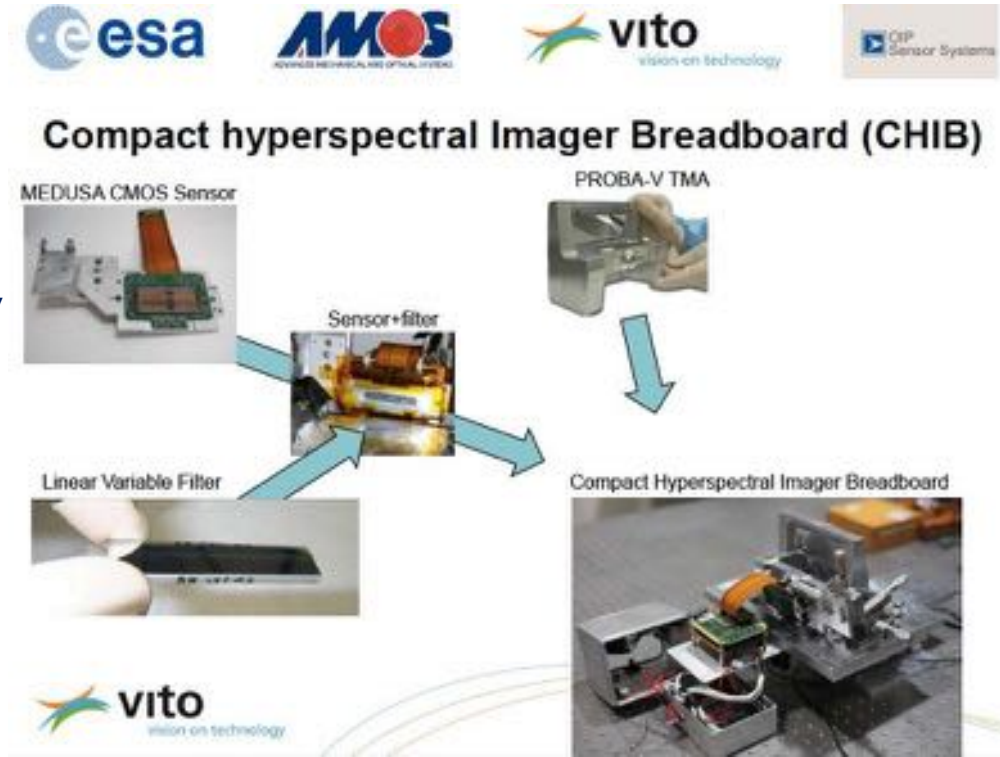 esa
AMOS
ADVANCED MECHANICAL AND OPTICAL SYSTEMS
vito
vision on technology
OIP
Sensor Systems
Compact hyperspectral Imager Breadboard (CHIB)
MEDUSA CMOS Sensor
PROBA-V TMA
Sensor+filter
Linear Variable Filter
Compact Hyperspectral Imager Breadboard
vito
vision on technology